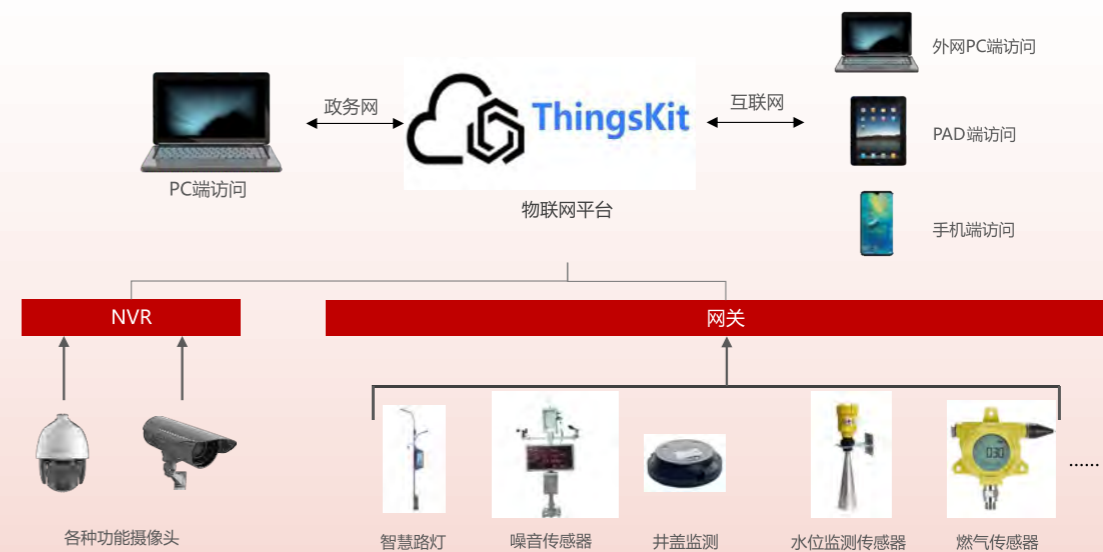 外网PC端访问
政务网
ThingsKit
互联网
PAD端访问
PC端访问
物联网平台
手机端访问
NVR
网关
030
......
各种功能摄像头
智慧路灯
噪音传感器
井盖监测
水位监测传感器
燃气传感器